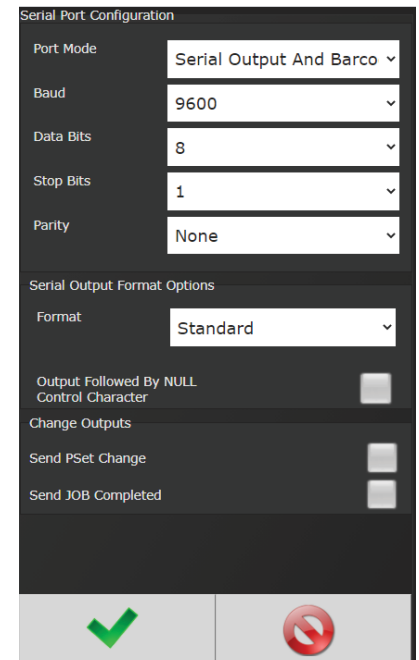 Serial Port Configuration
Port Mode
Serial Output And Barco
Baud
9600
Data Bits
8
Stop Bits
1
Parity
None
Serial Output Format Options
Format
Standard
Output Followed By NULL
Control Character
Change Outputs
Send PSet Change
Send JOB Completed